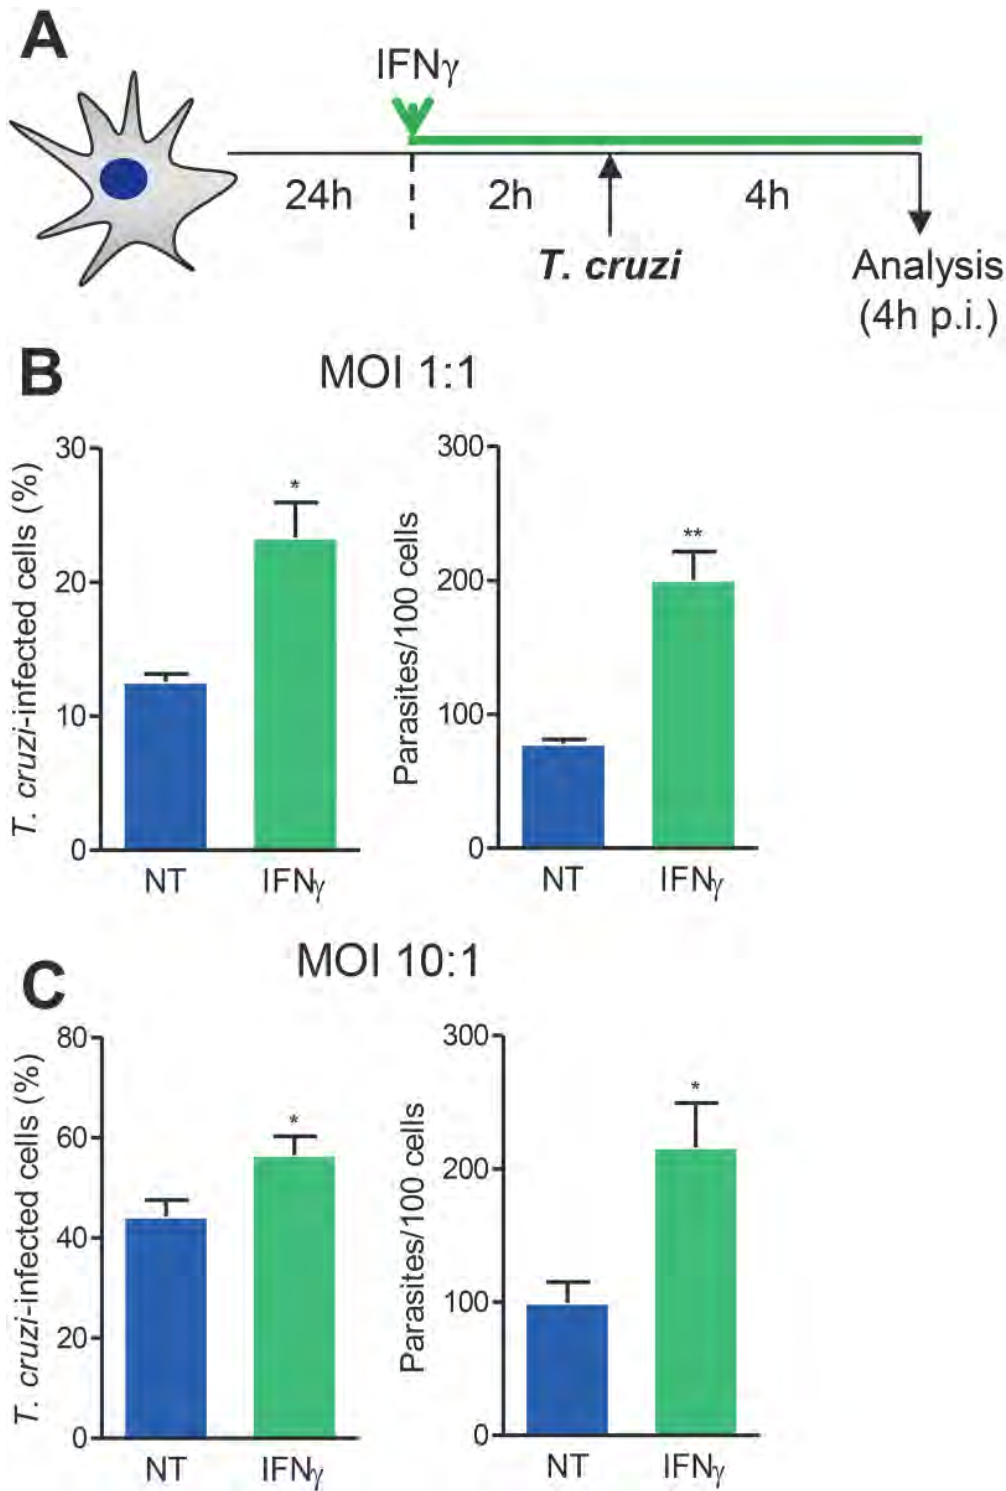 A
IFNγ
24h
2h
4h
T. cruzi
Analysis
(4h p.i.)
B
MOI 1:1
T. cruzi-infected cells (%)
30
20
10
0
*
NT
IFNγ
Parasites/100 cells
300
200
100
0
**
NT
IFNγ
C
MOI 10:1
T. cruzi-infected cells (%)
80
60
40
20
0
*
NT
IFNγ
Parasites/100 cells
300
200
100
0
*
NT
IFNγ